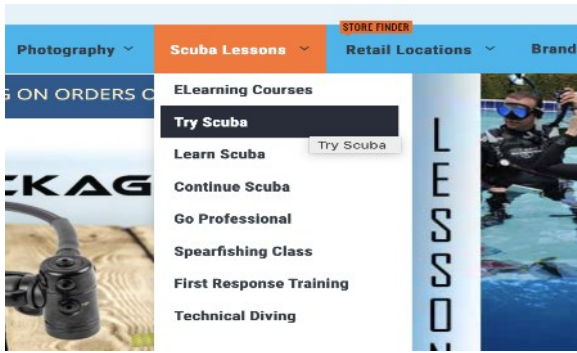 STORE FINDER
Photography Scuba Lessons Retail Locations Brand
G ON ORDERS O
ELearning Courses
Try Scuba
Try Scuba
Learn Scuba
CKAG
Continue Scuba
Go Professional
Spearfishing Class
First Response Training
Technical Diving
LESSON